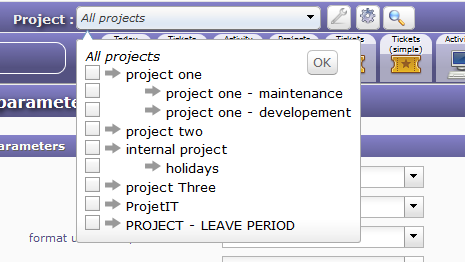 Project : All projects
Today Tickets Activity Projects Tickets Tickets (simple) Activi
All projects
OK
project one
project one - maintenance
project one - developement
project two
internal project
holidays
project Three
ProjetIT
PROJECT - LEAVE PERIOD
parame
arameters
format u